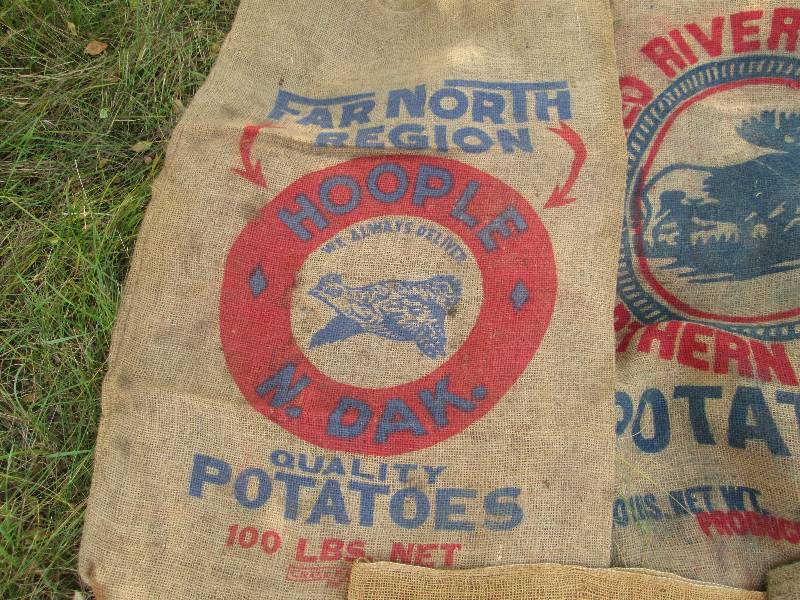 FAR NORTH
REGION
HOOPLE
WE ALWAYS DELIVER
N. DAK.
QUALITY
POTATOES
100 LBS. NET
RED RIVER
THERN
POTAT
LBS. NET WT.
PRODUC